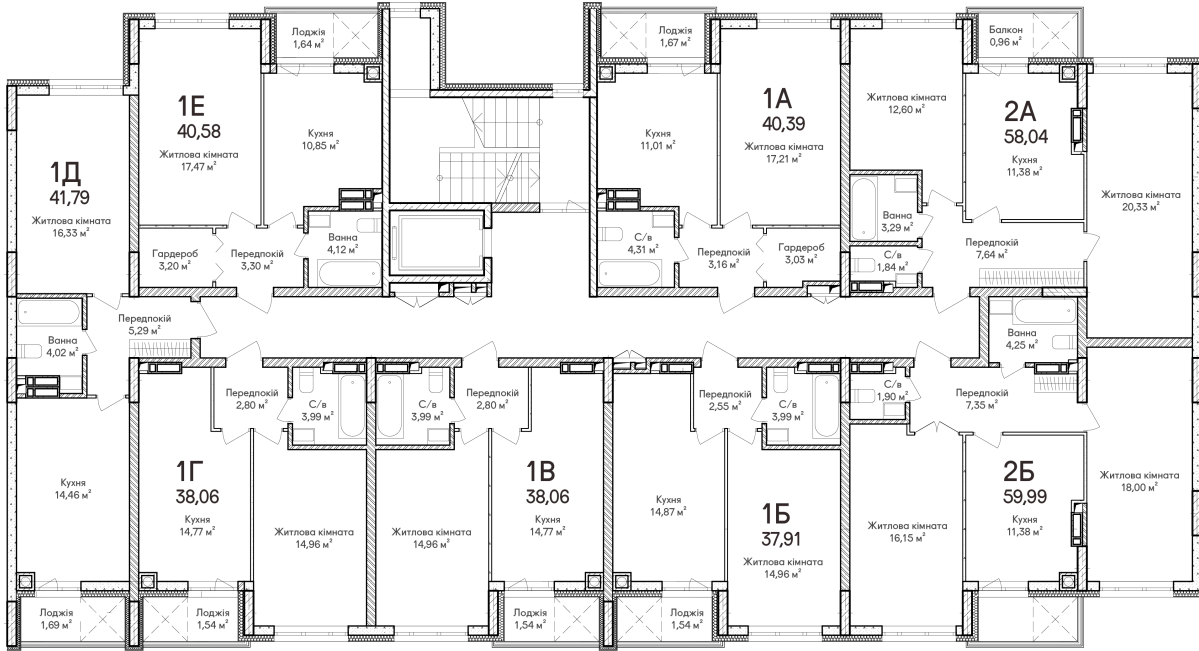 Лоджія
1,64 м²
Лоджія
1,67 м²
Балкон
0,96 м²
1Е
40,58
Житлова кімната
17,47 м²
Кухня
10,85 м²
Кухня
11,01 м²
1А
40,39
Житлова кімната
17,21 м²
Житлова кімната
12,60 м²
2А
58,04
Кухня
11,38 м²
1Д
41,79
Житлова кімната
16,33 м²
Житлова кімната
20,33 м²
Гардероб
3,20 м²
Передпокій
3,30 м²
Ванна
4,12 м²
С/в
4,31 м²
Передпокій
3,16 м²
Гардероб
3,03 м²
Ванна
3,29 м²
С/в
1,84 м²
Передпокій
7,64 м²
Передпокій
5,29 м²
Ванна
4,02 м²
Ванна
4,25 м²
Передпокій
2,80 м²
С/в
3,99 м²
С/в
3,99 м²
Передпокій
2,80 м²
Передпокій
2,55 м²
С/в
3,99 м²
С/в
1,90 м²
Передпокій
7,35 м²
Кухня
14,46 м²
1Г
38,06
Кухня
14,77 м²
Житлова кімната
14,96 м²
Житлова кімната
14,96 м²
1В
38,06
Кухня
14,77 м²
Кухня
14,87 м²
1Б
37,91
Житлова кімната
14,96 м²
Житлова кімната
16,15 м²
2Б
59,99
Кухня
11,38 м²
Житлова кімната
18,00 м²
Лоджія
1,69 м²
Лоджія
1,54 м²
Лоджія
1,54 м²
Лоджія
1,54 м²